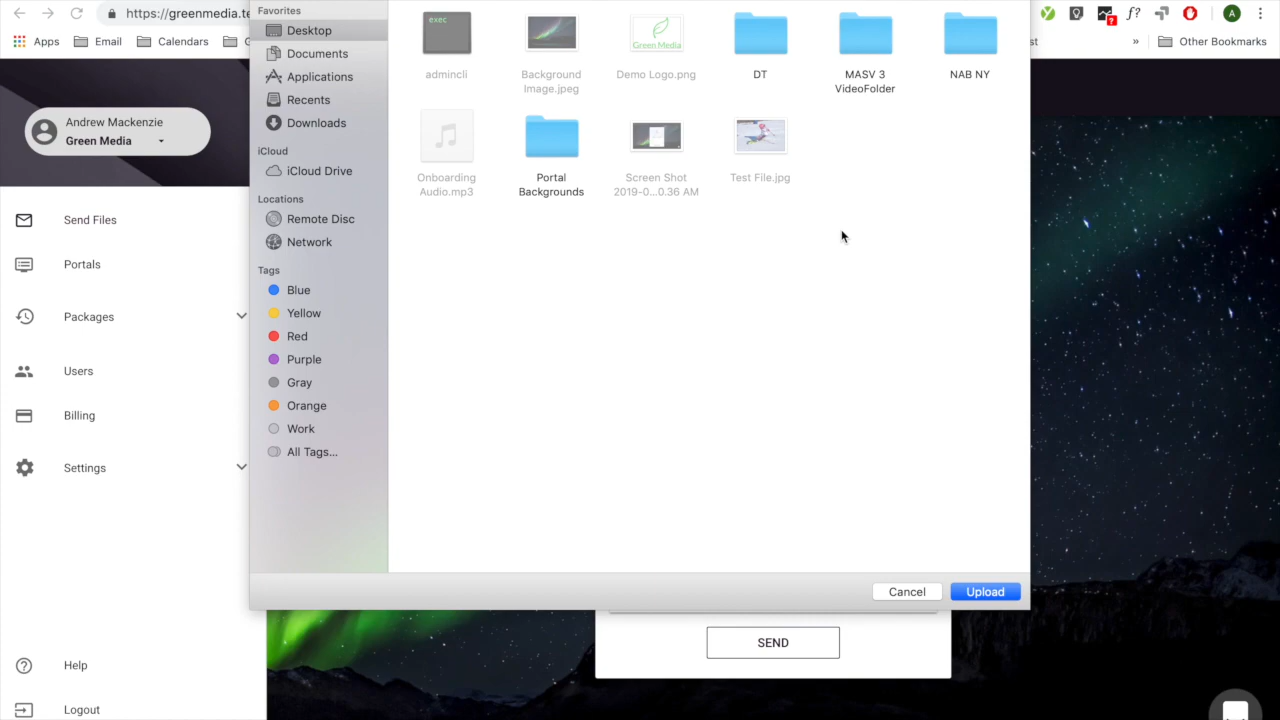 https://greenmedia.te
f?
?
A
Apps
Email
Calendars
G
st
»
Other Bookmarks
Andrew Mackenzie
Green Media
Send Files
Portals
Packages
Users
Billing
Settings
Help
Logout
Favorites
Desktop
Documents
Applications
Recents
Downloads
iCloud
iCloud Drive
Locations
Remote Disc
Network
Tags
Blue
Yellow
Red
Purple
Gray
Orange
Work
All Tags...
exec
admincli
Background
Image.jpeg
Green Media
Demo Logo.png
DT
MASV 3
VideoFolder
NAB NY
Onboarding
Audio.mp3
Portal
Backgrounds
Screen Shot
2019-0...0.36 AM
Test File.jpg
Cancel
Upload
SEND